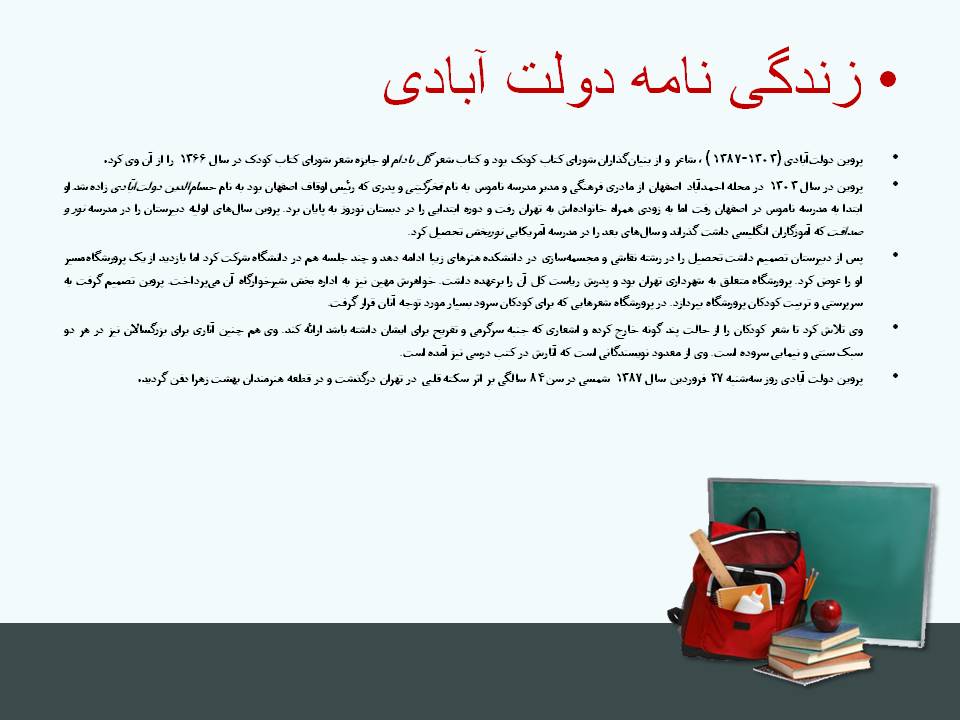 • زندگی نامه دولت آبادی
• پروین دولت‌آبادی (۱۳۰۳-۱۳۸۷ ) ، شاعر و از بنیان‌گذاران شورای کتاب کودک بود و کتاب شعر گل بادام او جایزه شعر شورای کتاب کودک در سال ۱۳۶۶ را از آن وی کرد.
• پروین در سال ۱۳۰۳ در محله احمدآباد اصفهان از مادری فرهنگی و مدیر مدرسه ناموس به نام فخرگیتی و پدری که رئیس اوقاف اصفهان بود به نام حسام‌الدین دولت‌آبادی زاده شد. او
ابتدا به مدرسه ناموس در اصفهان رفت اما به زودی همراه خانواده‌اش به تهران رفت و دوره ابتدایی را در دبستان نوروز به پایان برد. پروین سال‌های اولیه دبیرستان را در مدرسه نور و
صداقت که آموزگاران انگلیسی داشت گذراند و سال‌های بعد را در مدرسه آمریکایی نوربخش تحصیل کرد.
• پس از دبیرستان تصمیم داشت تحصیل را در رشته نقاشی و مجسمه‌سازی در دانشکده هنرهای زیبا ادامه دهد و چند جلسه هم در دانشگاه شرکت کرد اما بازدید از یک پرورشگاه‌مسیر
او را عوض کرد. پرورشگاه متعلق به شهرداری تهران بود و پدرش ریاست کل آن را برعهده داشت. خواهرش مهین نیز به اداره بخش شیرخوارگاه آن می‌پرداخت. پروین تصمیم گرفت به
سرپرستی و تربیت کودکان پرورشگاه بپردازد. در پرورشگاه شعرهایی که برای کودکان سرود بسیار مورد توجه آنان قرار گرفت.
• وی تلاش کرد تا شعر کودکان را از حالت پند گونه خارج کرده و اشعاری که جنبه سرگرمی و تفریح برای ایشان داشته باشد ارائه کند. وی هم چنین آثاری برای بزرگسالان نیز در هر دو
سبک سنتی و نیمایی سروده است. وی از معدود نویسندگانی است که آثارش در کتب درسی نیز آمده است.
• پروین دولت آبادی روز سه‌شنبه ۲۷ فروردین سال ۱۳۸۷ شمسی در سن ۸۴ سالگی بر اثر سکته قلبی در تهران درگذشت و در قطعه هنرمندان بهشت زهرا دفن گردید.